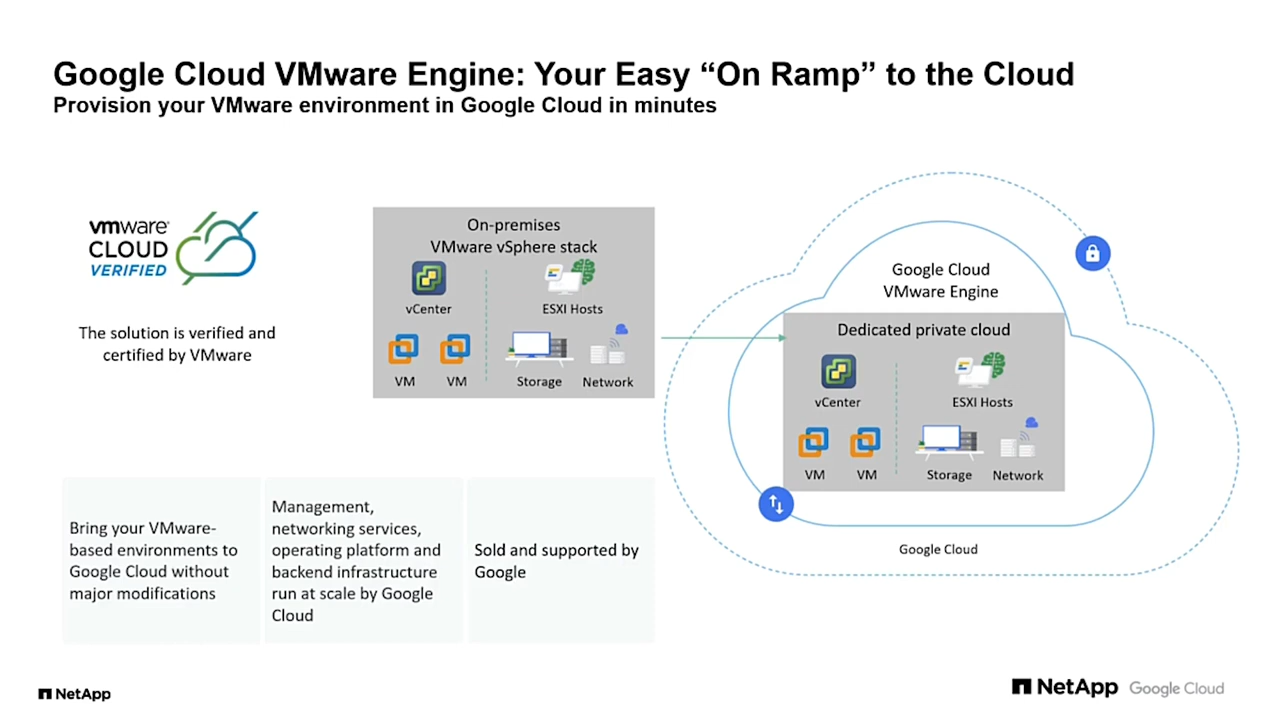 Google Cloud VMware Engine: Your Easy “On Ramp” to the Cloud
Provision your VMware environment in Google Cloud in minutes
vmware®
CLOUD
VERIFIED
The solution is verified and
certified by VMware
On-premises
VMware vSphere stack
vCenter
ESXI Hosts
VM
VM
Storage
Network
Google Cloud
VMware Engine
Dedicated private cloud
vCenter
ESXI Hosts
VM
VM
Storage
Network
Google Cloud
Bring your VMware-
based environments to
Google Cloud without
major modifications
Management,
networking services,
operating platform and
backend infrastructure
run at scale by Google
Cloud
Sold and supported by
Google
NetApp
NetApp Google Cloud